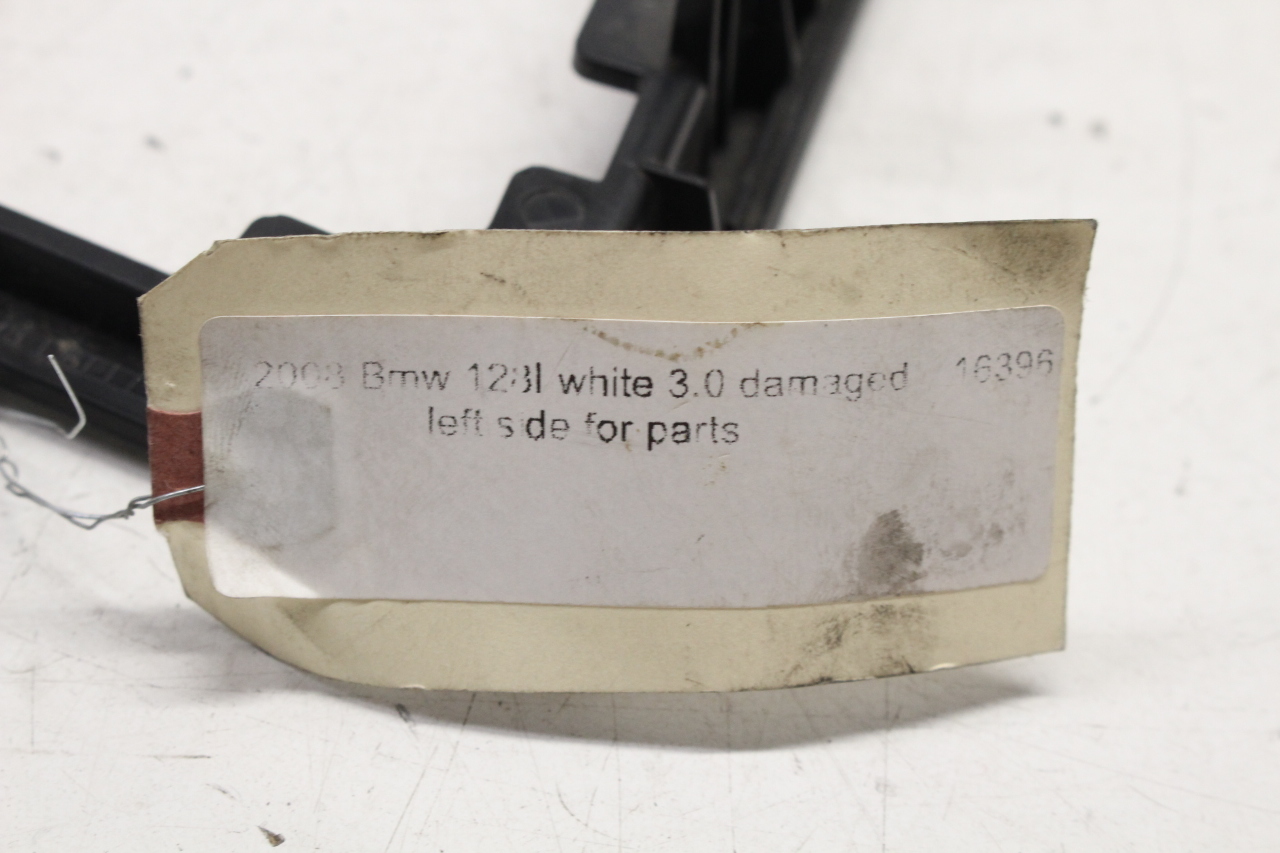 2008 Bmw 128I white 3.0 damaged 16396
left side for parts